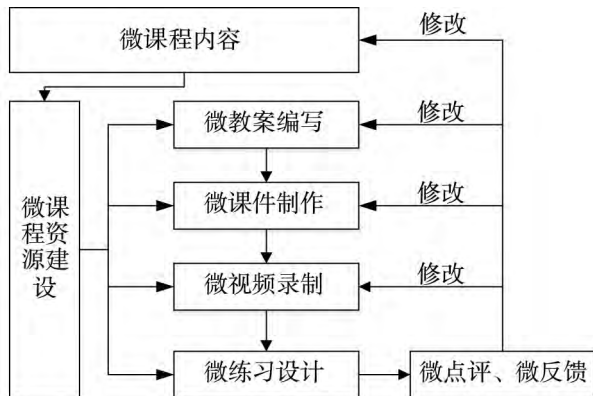 微课程内容
修改
微教案编写
修改
微课件制作
修改
微课
程资
源建
设
微视频录制
修改
微练习设计
微点评、微反馈